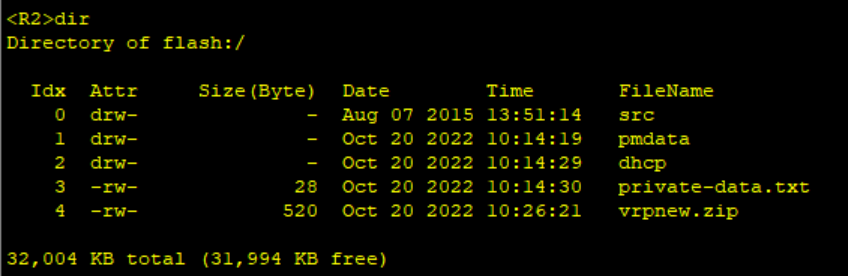 <R2>dir
Directory of flash:/
Idx  Attr     Size(Byte)  Date        Time       FileName
0  drw-              -  Aug 07 2015 13:51:14   src
1  drw-              -  Oct 20 2022 10:14:19   pmdata
2  drw-              -  Oct 20 2022 10:14:29   dhcp
3  -rw-             28  Oct 20 2022 10:14:30   private-data.txt
4  -rw-            520  Oct 20 2022 10:26:21   vrpnew.zip
32,004 KB total (31,994 KB free)